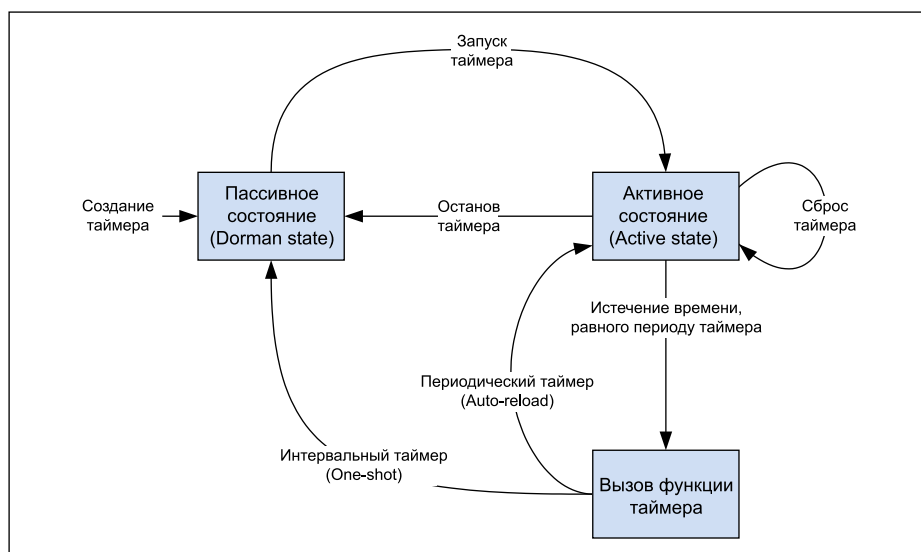 Запуск
таймера
Создание
таймера
Пассивное
состояние
(Dorman state)
Останов
таймера
Активное
состояние
(Active state)
Сброс
таймера
Истечение времени,
равного периоду таймера
Периодический таймер
(Auto-reload)
Интервальный таймер
(One-shot)
Вызов функции
таймера